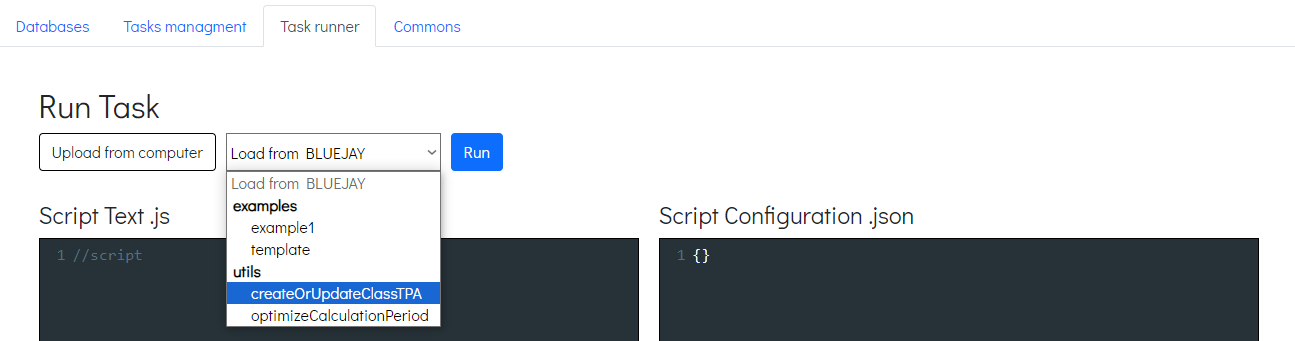 Databases Tasks managment Task runner Commons
Run Task
Upload from computer Load from BLUEJAY Run
Load from BLUEJAY
examples
example1
template
utils
createOrUpdateClassTPA
optimizeCalculationPeriod
Script Text .js
1 //script
Script Configuration .json
1 {}